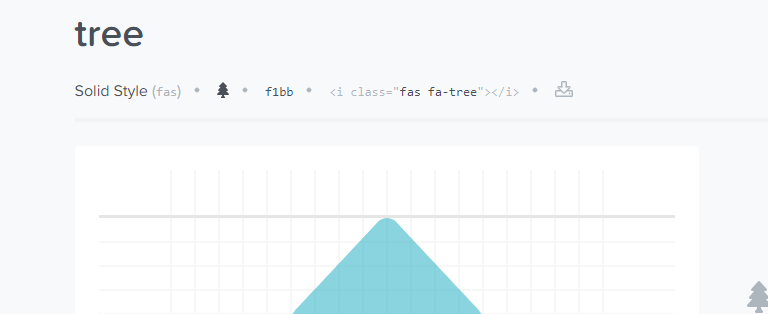 tree
Solid Style (fas) • • f1bb • <i class="fas fa-tree"></i> •